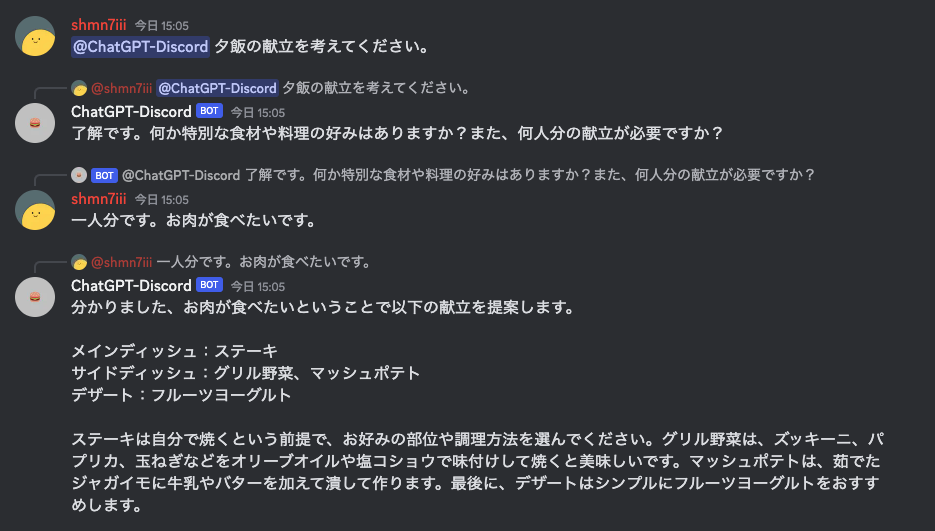 shmn7iii 今日 15:05
@ChatGPT-Discord 夕飯の献立を考えてください。
@shmn7iii @ChatGPT-Discord 夕飯の献立を考えてください。
ChatGPT-Discord BOT 今日 15:05
了解です。何か特別な食材や料理の好みはありますか？また、何人分の献立が必要ですか？
BOT @ChatGPT-Discord 了解です。何か特別な食材や料理の好みはありますか？また、何人分の献立が必要ですか？
shmn7iii 今日 15:05
一人分です。お肉が食べたいです。
@shmn7iii 一人分です。お肉が食べたいです。
ChatGPT-Discord BOT 今日 15:05
分かりました、お肉が食べたいということで以下の献立を提案します。
メインディッシュ：ステーキ
サイドディッシュ：グリル野菜、マッシュポテト
デザート：フルーツヨーグルト
ステーキは自分で焼くという前提で、お好みの部位や調理方法を選んでください。グリル野菜は、ズッキーニ、パ
プリカ、玉ねぎなどをオリーブオイルや塩コショウで味付けして焼くと美味しいです。マッシュポテトは、茹でた
ジャガイモに牛乳やバターを加えて潰して作ります。最後に、デザートはシンプルにフルーツヨーグルトをおすす
めします。